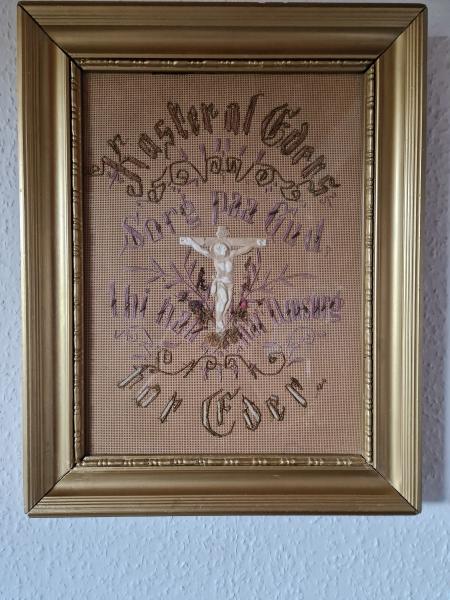 Kaster al Eders
Sorg paa Gud,
thi han har Omsorg
for Eder.